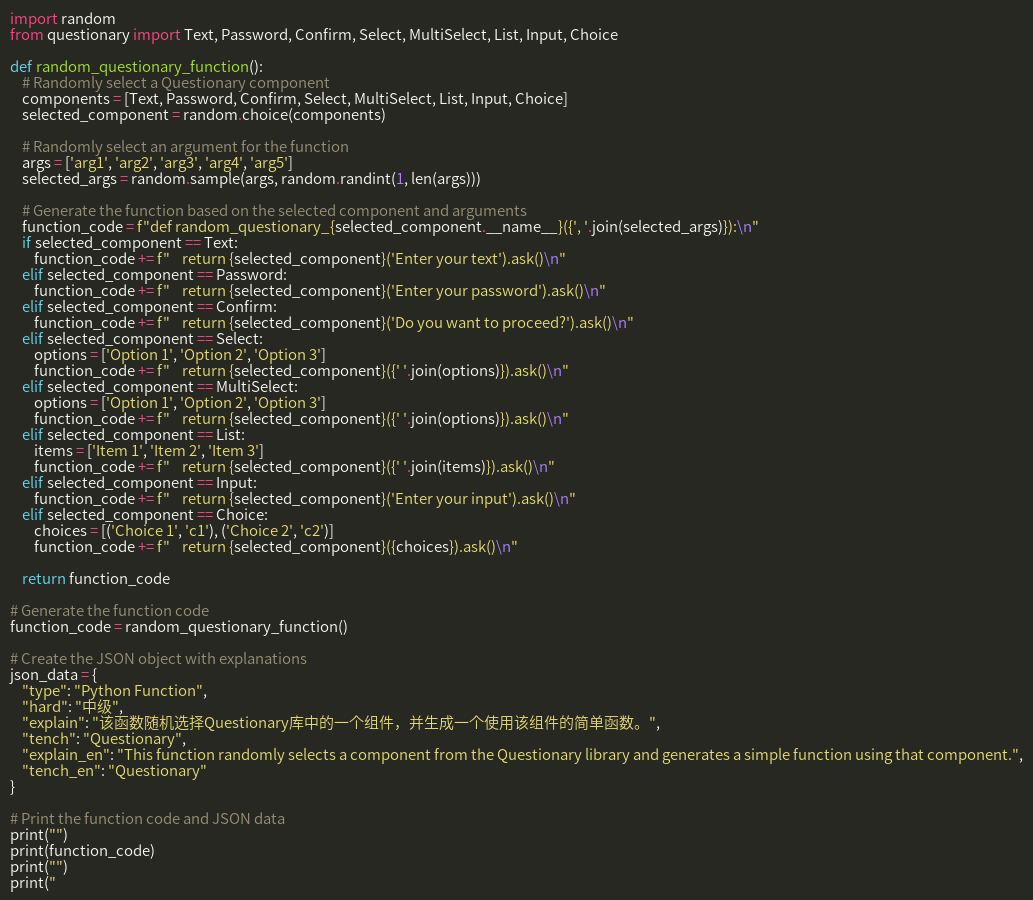 import random
from questionary import Text, Password, Confirm, Select, MultiSelect, List, Input, Choice

def random_questionary_function():
    # Randomly select a Questionary component
    components = [Text, Password, Confirm, Select, MultiSelect, List, Input, Choice]
    selected_component = random.choice(components)

    # Randomly select an argument for the function
    args = ['arg1', 'arg2', 'arg3', 'arg4', 'arg5']
    selected_args = random.sample(args, random.randint(1, len(args)))

    # Generate the function based on the selected component and arguments
    function_code = f"def random_questionary_{selected_component.__name__}({', '.join(selected_args)}):\n"
    if selected_component == Text:
        function_code += f"    return {selected_component}('Enter your text').ask()\n"
    elif selected_component == Password:
        function_code += f"    return {selected_component}('Enter your password').ask()\n"
    elif selected_component == Confirm:
        function_code += f"    return {selected_component}('Do you want to proceed?').ask()\n"
    elif selected_component == Select:
        options = ['Option 1', 'Option 2', 'Option 3']
        function_code += f"    return {selected_component}({' '.join(options)}).ask()\n"
    elif selected_component == MultiSelect:
        options = ['Option 1', 'Option 2', 'Option 3']
        function_code += f"    return {selected_component}({' '.join(options)}).ask()\n"
    elif selected_component == List:
        items = ['Item 1', 'Item 2', 'Item 3']
        function_code += f"    return {selected_component}({' '.join(items)}).ask()\n"
    elif selected_component == Input:
        function_code += f"    return {selected_component}('Enter your input').ask()\n"
    elif selected_component == Choice:
        choices = [('Choice 1', 'c1'), ('Choice 2', 'c2')]
        function_code += f"    return {selected_component}({choices}).ask()\n"

    return function_code

# Generate the function code
function_code = random_questionary_function()

# Create the JSON object with explanations
json_data = {
    "type": "Python Function",
    "hard": "中级",
    "explain": "该函数随机选择Questionary库中的一个组件，并生成一个使用该组件的简单函数。",
    "tench": "Questionary",
    "explain_en": "This function randomly selects a component from the Questionary library and generates a simple function using that component.",
    "tench_en": "Questionary"
}

# Print the function code and JSON data
print("")
print(function_code)
print("")
print("